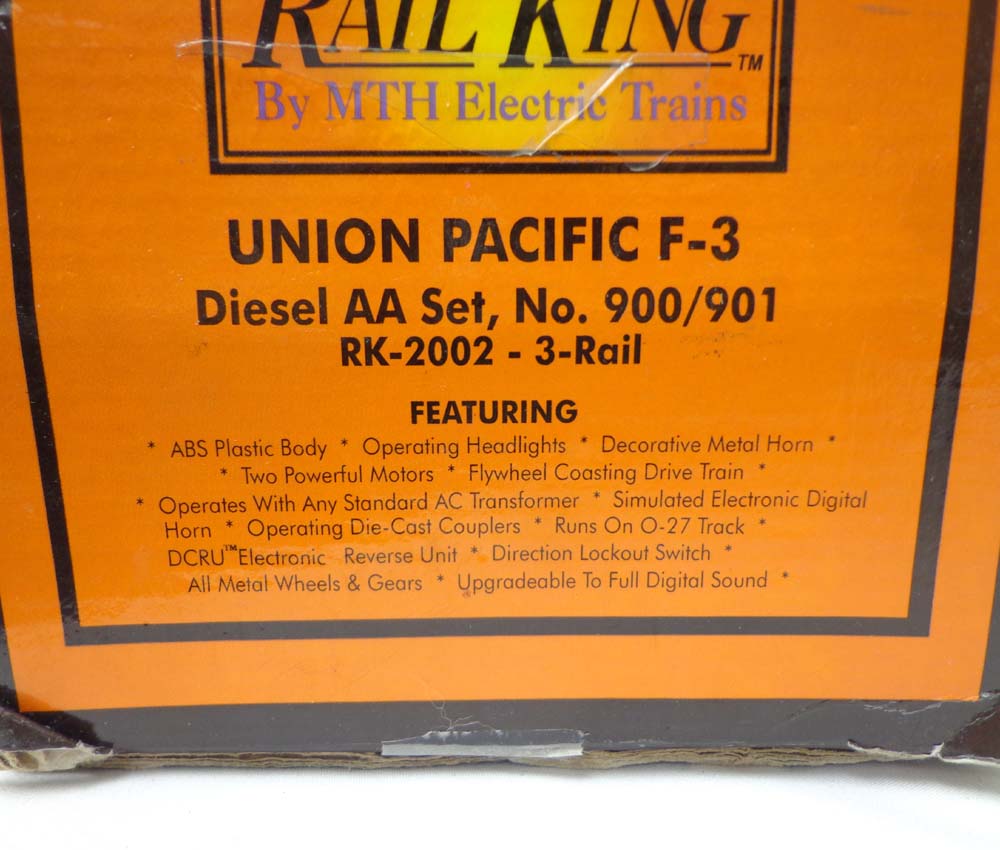 RAIL KING™
By MTH Electric Trains
UNION PACIFIC F-3
Diesel AA Set, No. 900/901
RK-2002 - 3-Rail
FEATURING
* ABS Plastic Body * Operating Headlights * Decorative Metal Horn *
* Two Powerful Motors * Flywheel Coasting Drive Train *
* Operates With Any Standard AC Transformer * Simulated Electronic Digital
Horn * Operating Die-Cast Couplers * Runs On O-27 Track *
DCRU™ Electronic Reverse Unit * Direction Lockout Switch *
All Metal Wheels & Gears * Upgradeable To Full Digital Sound *